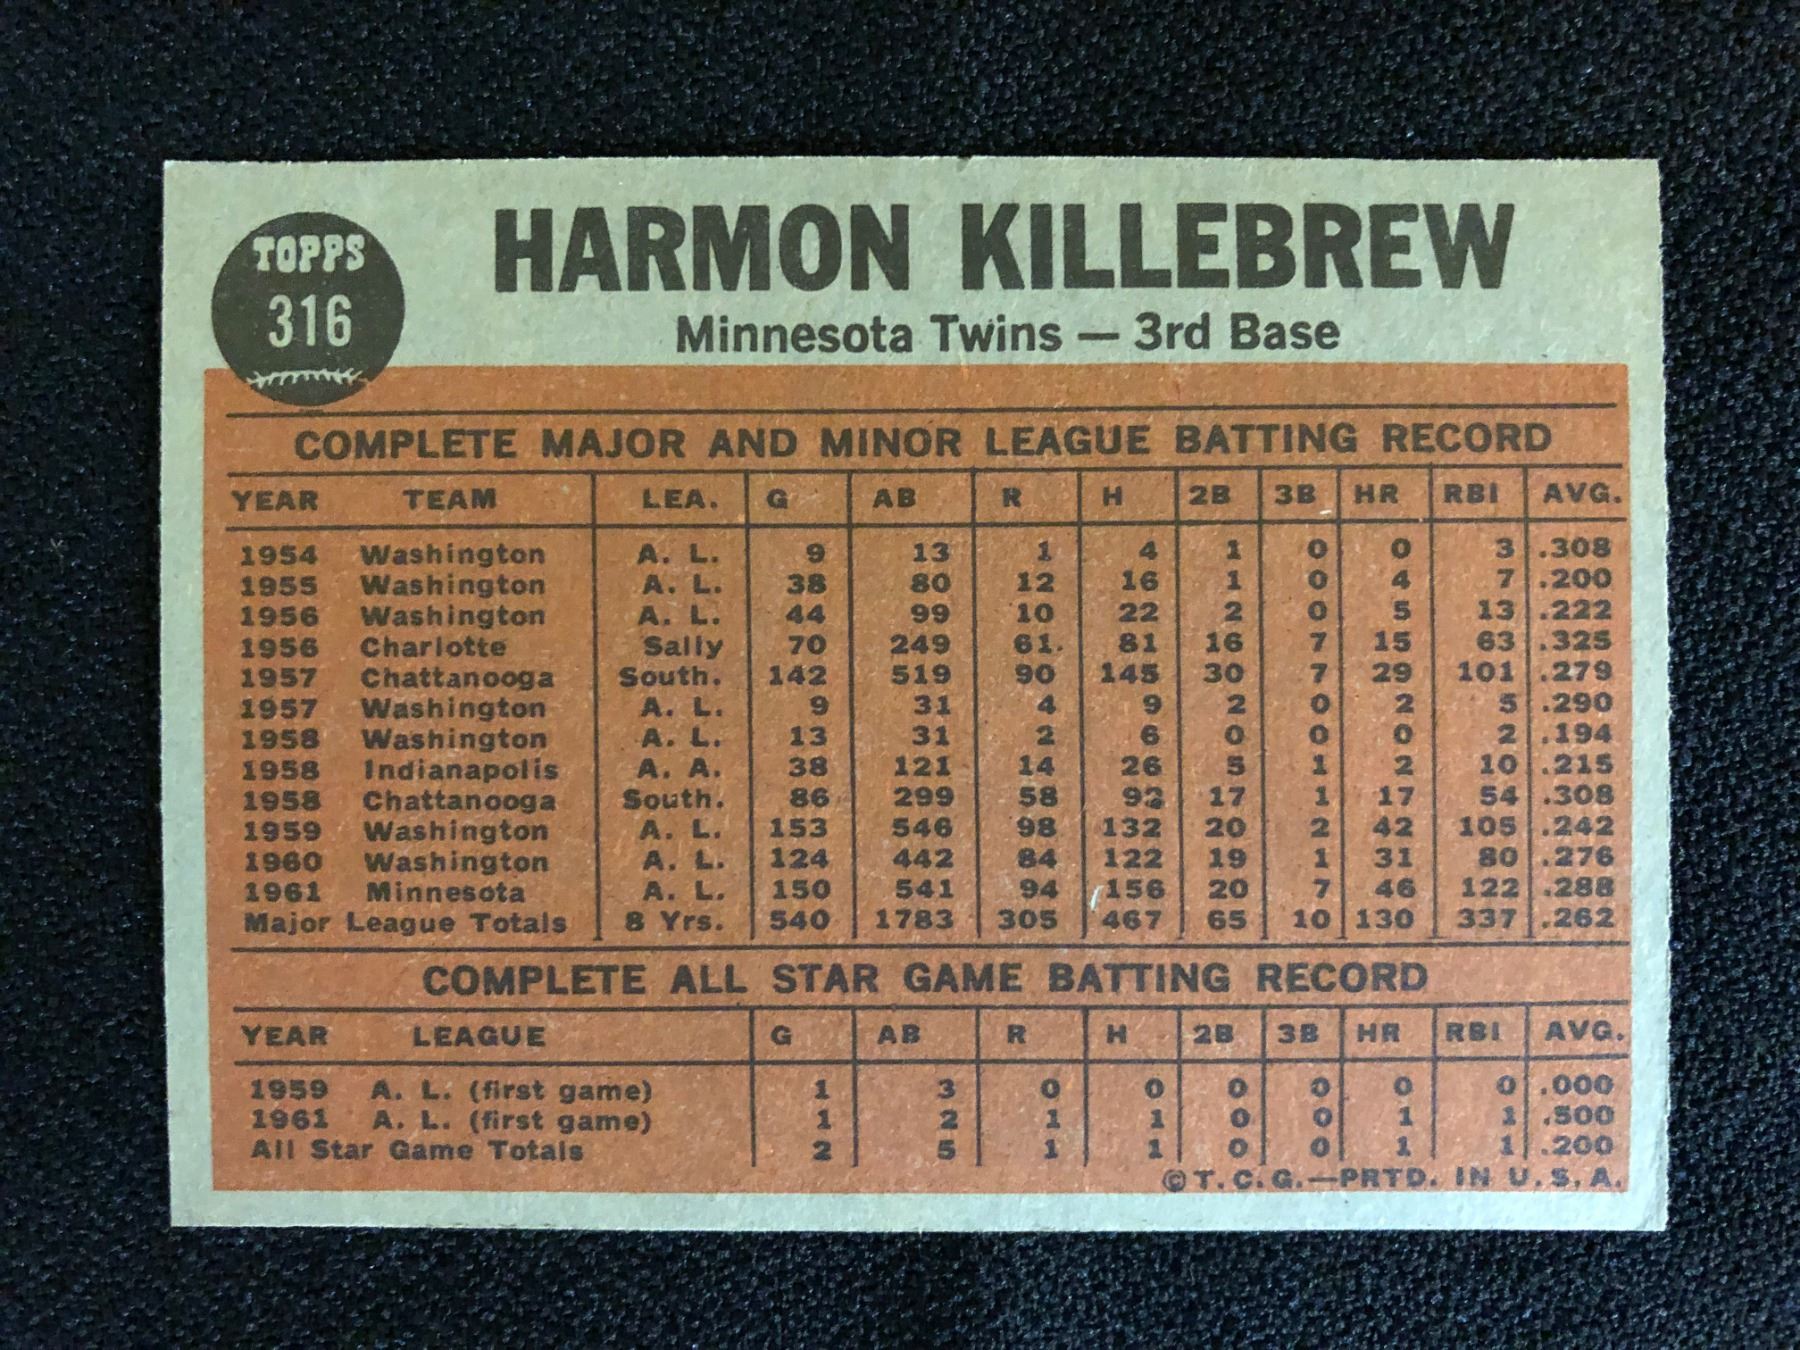 TOPPS
316
HARMON KILLEBREW
Minnesota Twins — 3rd Base
COMPLETE MAJOR AND MINOR LEAGUE BATTING RECORD
YEAR TEAM LEA. G AB R H 2B 3B HR RBI AVG.
1954 Washington A. L. 9 13 1 4 1 0 0 3 .308
1955 Washington A. L. 38 80 12 16 1 0 4 7 .200
1956 Washington A. L. 44 99 10 22 2 0 5 13 .222
1956 Charlotte Sally 70 249 61 81 16 7 15 63 .325
1957 Chattanooga South. 142 519 90 145 30 7 29 101 .279
1957 Washington A. L. 9 31 4 9 2 0 2 5 .290
1958 Washington A. L. 13 31 2 6 0 0 0 2 .194
1958 Indianapolis A. A. 38 121 14 26 5 1 2 10 .215
1958 Chattanooga South. 86 299 58 92 17 1 17 54 .308
1959 Washington A. L. 153 546 98 132 20 2 42 105 .242
1960 Washington A. L. 124 442 84 122 19 1 31 80 .276
1961 Minnesota A. L. 150 541 94 156 20 7 46 122 .288
Major League Totals 8 Yrs. 540 1783 305 467 65 10 130 337 .262
COMPLETE ALL STAR GAME BATTING RECORD
YEAR LEAGUE G AB R H 2B 3B HR RBI AVG.
1959 A. L. (first game) 1 3 0 0 0 0 0 0 .000
1961 A. L. (first game) 1 2 1 1 0 0 1 1 .500
All Star Game Totals 2 5 1 1 0 0 1 1 .200
©T.C.G.—PRTD. IN U.S.A.